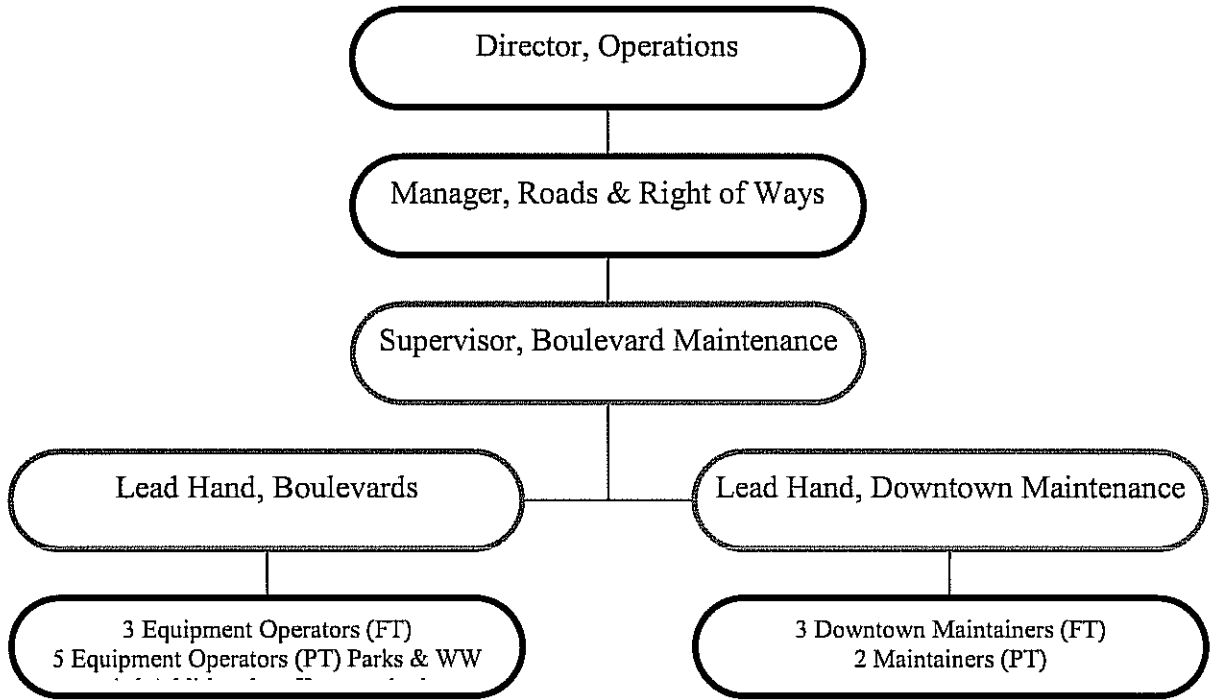 Director, Operations
Manager, Roads & Right of Ways
Supervisor, Boulevard Maintenance
Lead Hand, Boulevards
Lead Hand, Downtown Maintenance
3 Equipment Operators (FT)
5 Equipment Operators (PT) Parks & WW
3 Downtown Maintainers (FT)
2 Maintainers (PT)